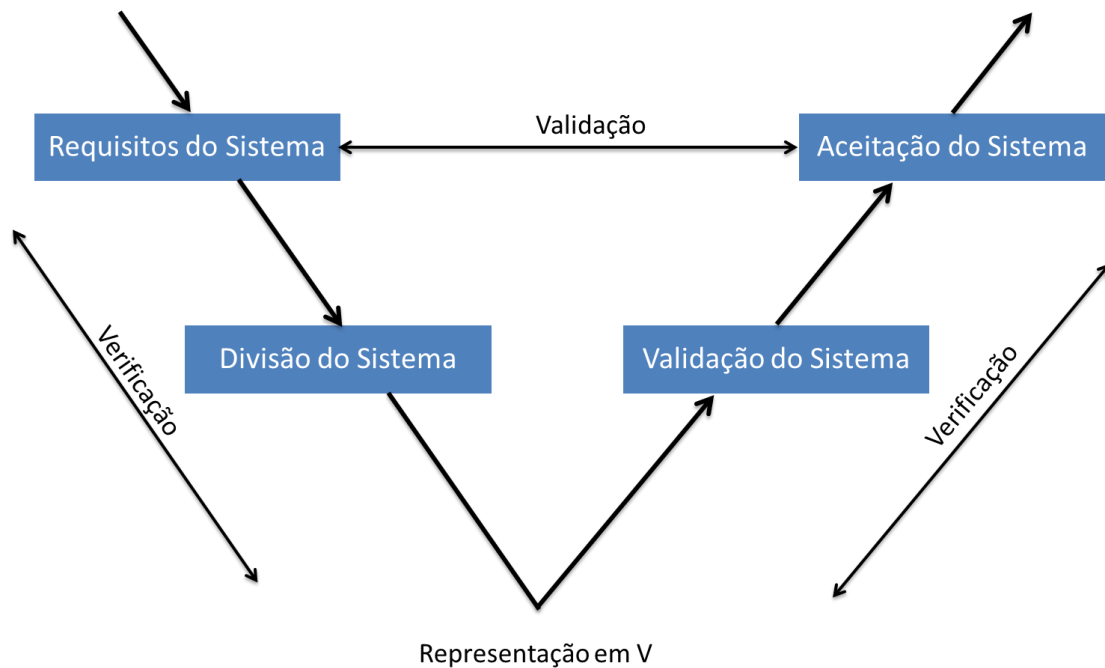 Validação
Requisitos do Sistema
Aceitação do Sistema
Verificação
Divisão do Sistema
Validação do Sistema
Verificação
Representação em V